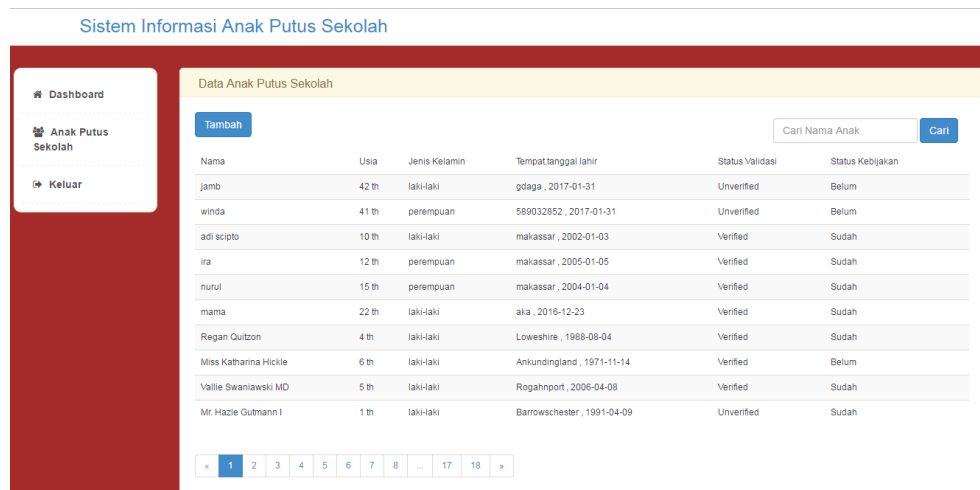 Sistem Informasi Anak Putus Sekolah
Dashboard
Anak Putus
Sekolah
Keluar
Data Anak Putus Sekolah
Tambah
Cari Nama Anak Cari
Nama Usia Jenis Kelamin Tempat.tanggal lahir Status Validasi Status Kebijakan
jamb 42 th laki-laki gdaga , 2017-01-31 Unverified Belum
winda 41 th perempuan 589032852 , 2017-01-31 Unverified Belum
adi scipto 10 th laki-laki makassar , 2002-01-03 Verified Sudah
ira 12 th perempuan makassar , 2005-01-05 Verified Sudah
nurul 15 th perempuan makassar , 2004-01-04 Verified Sudah
mama 22 th laki-laki aka , 2016-12-23 Verified Sudah
Regan Quitzon 4 th laki-laki Loweshire , 1988-08-04 Verified Sudah
Miss Katharina Hickle 6 th laki-laki Ankundingland , 1971-11-14 Verified Belum
Vallie Swaniawski MD 5 th laki-laki Rogahnport , 2006-04-08 Verified Sudah
Mr. Hazle Gutmann I 1 th laki-laki Barrowschester , 1991-04-09 Unverified Sudah
« 1 2 3 4 5 6 7 8 ... 17 18 »